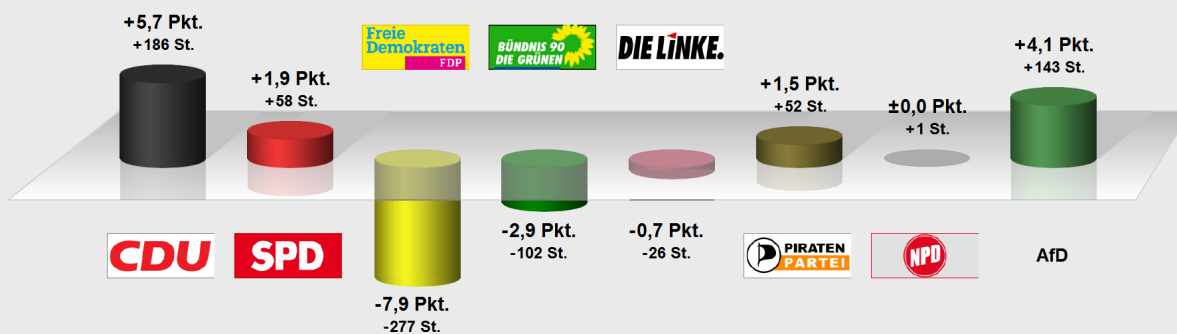 +5,7 Pkt.
+186 St.
CDU
+1,9 Pkt.
+58 St.
SPD
Freie
Demokraten
FDP
-7,9 Pkt.
-277 St.
BÜNDNIS 90
DIE GRÜNEN
-2,9 Pkt.
-102 St.
DIE LINKE.
-0,7 Pkt.
-26 St.
+1,5 Pkt.
+52 St.
PIRATEN
PARTEI
±0,0 Pkt.
+1 St.
NPD
+4,1 Pkt.
+143 St.
AfD